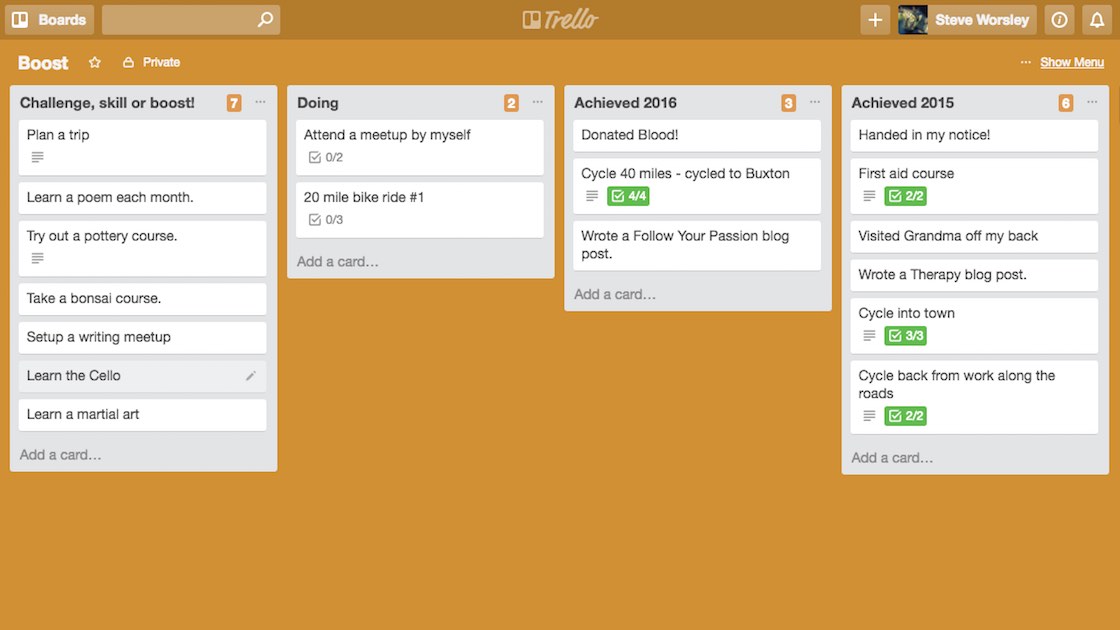 Boards
Trello
Steve Worsley
Boost
Private
... Show Menu
Challenge, skill or boost! 7 ...
Plan a trip
Learn a poem each month.
Try out a pottery course.
Take a bonsai course.
Setup a writing meetup
Learn the Cello
Learn a martial art
Add a card…
Doing 2 ...
Attend a meetup by myself
0/2
20 mile bike ride #1
0/3
Add a card…
Achieved 2016 3 ...
Donated Blood!
Cycle 40 miles - cycled to Buxton
4/4
Wrote a Follow Your Passion blog
post.
Add a card…
Achieved 2015 6 ...
Handed in my notice!
First aid course
2/2
Visited Grandma off my back
Wrote a Therapy blog post.
Cycle into town
3/3
Cycle back from work along the
roads
2/2
Add a card…